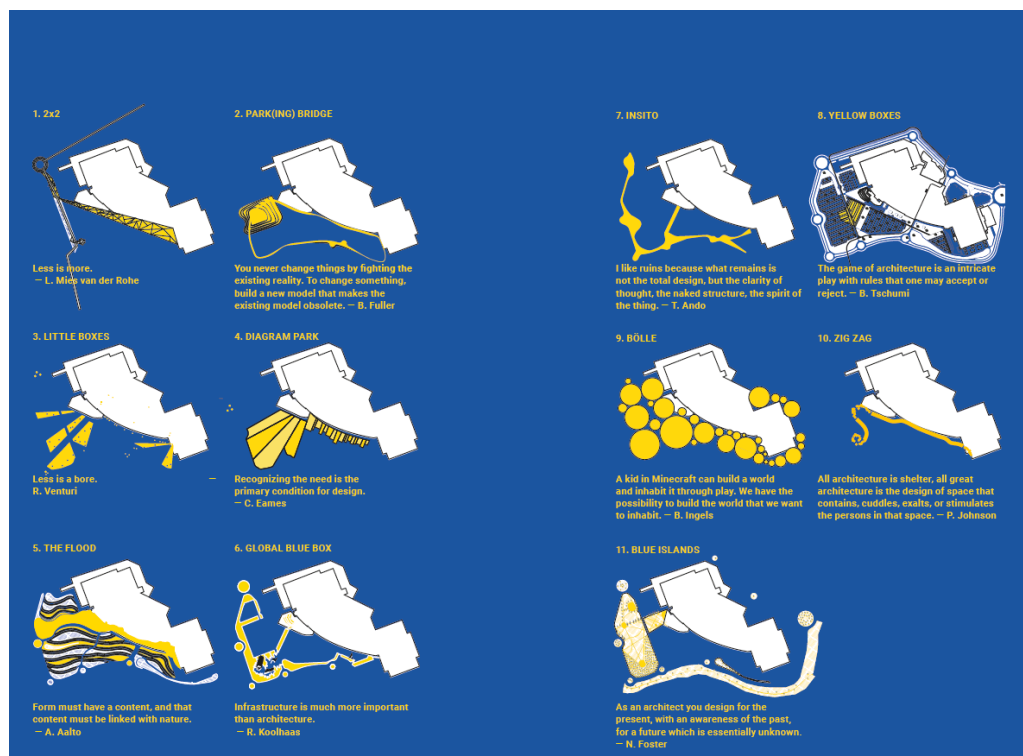 1. 2x2
Less is more.
— L. Mies van der Rohe
2. PARK(ING) BRIDGE
You never change things by fighting the
existing reality. To change something,
build a new model that makes the
existing model obsolete. — B. Fuller
3. LITTLE BOXES
Less is a bore. —
R. Venturi
4. DIAGRAM PARK
Recognizing the need is the
primary condition for design.
— C. Eames
5. THE FLOOD
Form must have a content, and that
content must be linked with nature.
— A. Aalto
6. GLOBAL BLUE BOX
Infrastructure is much more important
than architecture.
— R. Koolhaas
7. INSITO
I like ruins because what remains is
not the total design, but the clarity of
thought, the naked structure, the spirit of
the thing. — T. Ando
8. YELLOW BOXES
The game of architecture is an intricate
play with rules that one may accept or
reject. — B. Tschumi
9. BÖLLE
A kid in Minecraft can build a world
and inhabit it through play. We have the
possibility to build the world that we want
to inhabit. — B. Ingels
10. ZIG ZAG
All architecture is shelter, all great
architecture is the design of space that
contains, cuddles, exalts, or stimulates
the persons in that space. — P. Johnson
11. BLUE ISLANDS
As an architect you design for the
present, with an awareness of the past,
for a future which is essentially unknown.
— N. Foster